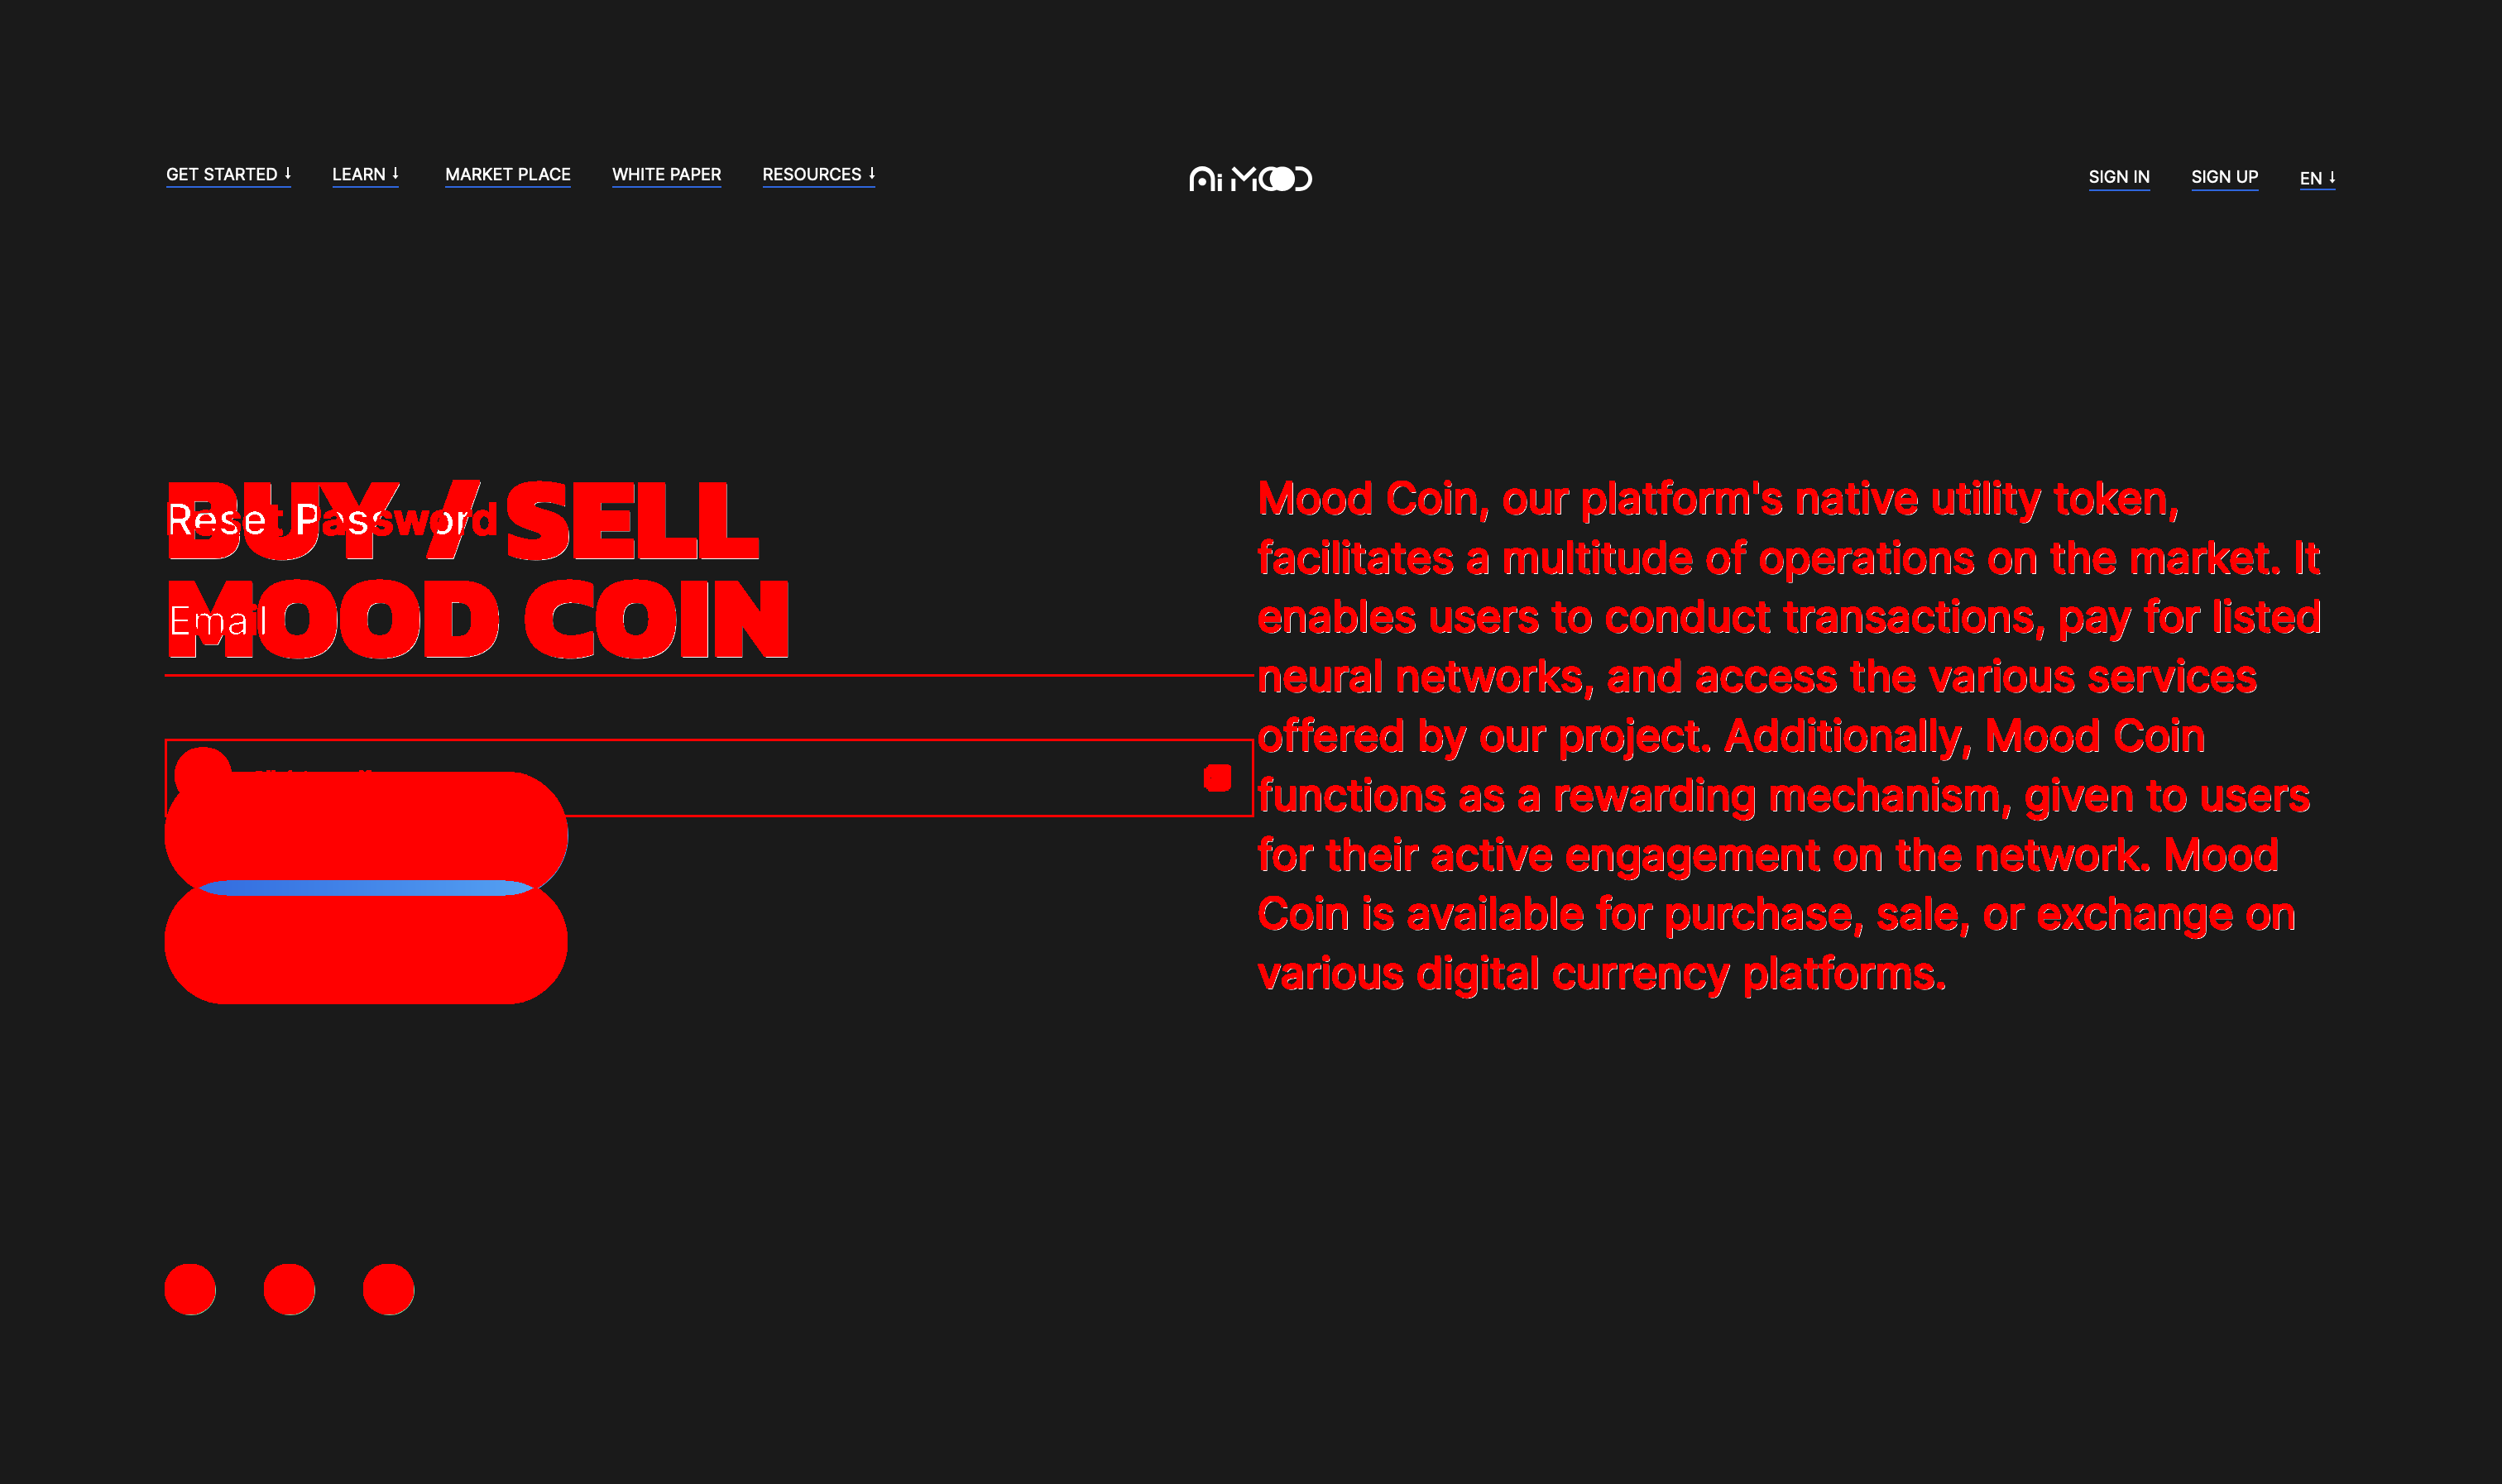 GET STARTED LEARN MARKET PLACE WHITE PAPER RESOURCES
Ai MOOD
SIGN IN SIGN UP EN
BUY / SELL
Reset Password
MOOD COIN
Email
Mood Coin, our platform's native utility token,
facilitates a multitude of operations on the market. It
enables users to conduct transactions, pay for listed
neural networks, and access the various services
offered by our project. Additionally, Mood Coin
functions as a rewarding mechanism, given to users
for their active engagement on the network. Mood
Coin is available for purchase, sale, or exchange on
various digital currency platforms.